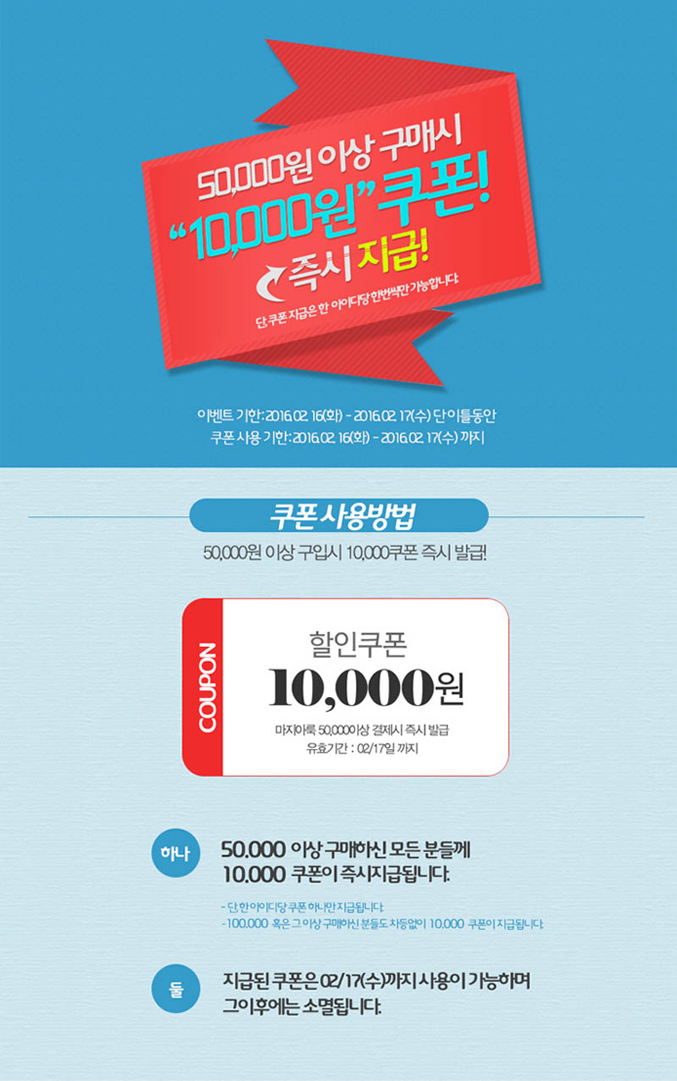 50,000원 이상 구매시
“10,000원” 쿠폰!
즉시 지급!
단, 쿠폰 지급은 한 아이디당 한번씩만 가능합니다.
이벤트 기한:2016.02. 16(화) - 2016.02. 17(수) 단 이틀동안
쿠폰 사용 기한:2016.02. 16(화) - 2016.02. 17(수) 까지
쿠폰 사용방법
50,000원 이상 구입시 10,000쿠폰 즉시 발급!
COUPON
할인쿠폰
10,000원
마지아룩 50,000이상 결제시 즉시 발급
유효기간 : 02/17일 까지
하나
50.000 이상 구매하신 모든 분들께
10.000 쿠폰이 즉시지급됩니다.
- 단, 한 아이디당 쿠폰 하나만 지급됩니다.
- 100.000 혹은 그 이상 구매하신 분들도 차등없이 10.000 쿠폰이 지급됩니다.
둘
지급된 쿠폰은 02/17(수)까지 사용이 가능하며
그이후에는 소멸됩니다.